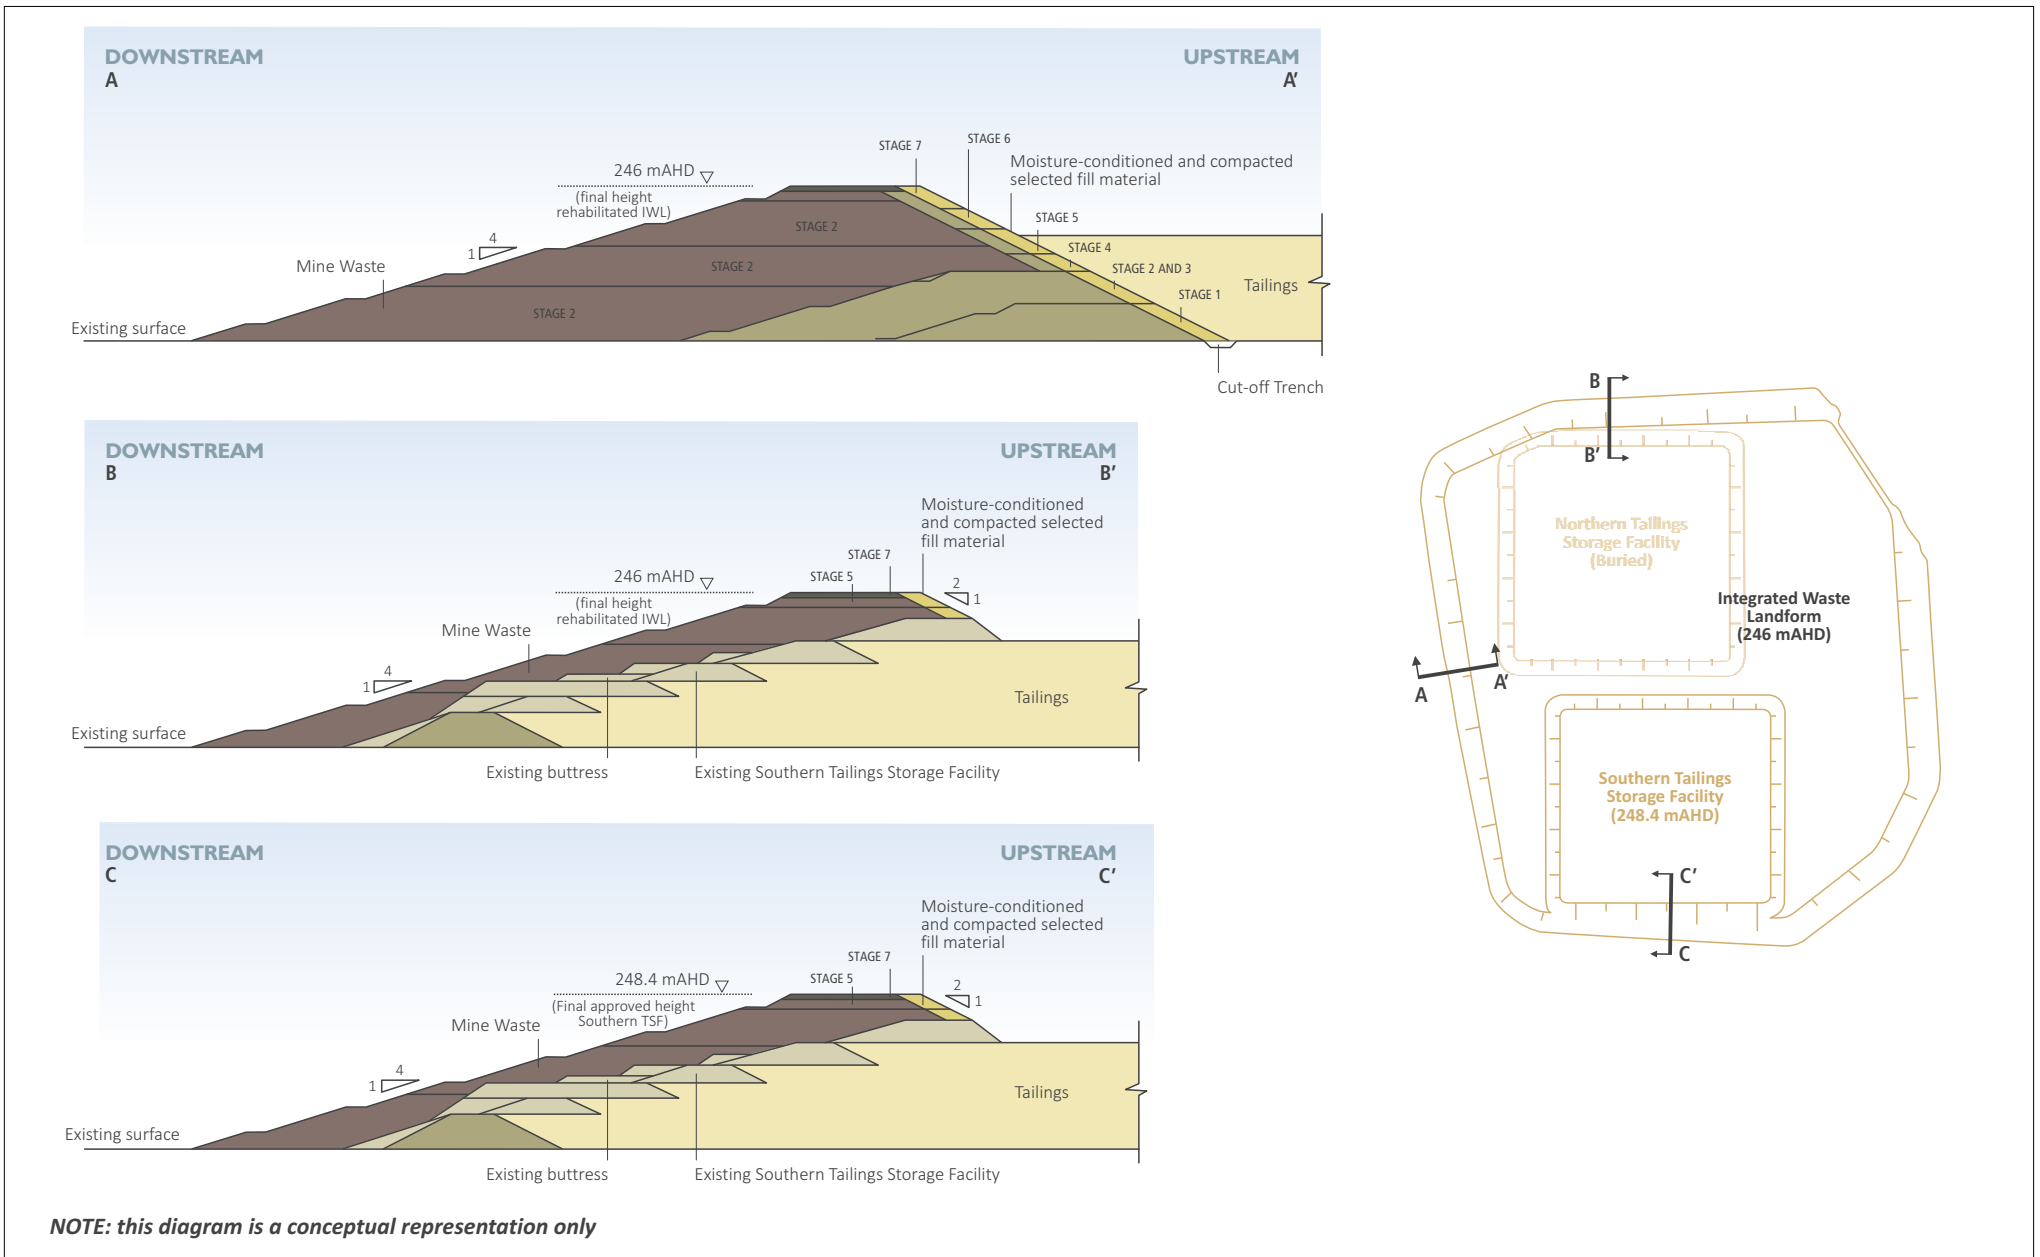 DOWNSTREAM
A
UPSTREAM
A’
STAGE 7
STAGE 6
Moisture-conditioned and compacted
selected fill material
246 mAHD
(final height
rehabilitated IWL)
STAGE 5
STAGE 2
4
1
STAGE 4
Mine Waste
STAGE 2
STAGE 2 AND 3
Tailings
STAGE 1
STAGE 2
Existing surface
Cut-off Trench
DOWNSTREAM
B
UPSTREAM
B’
Moisture-conditioned
and compacted selected
fill material
STAGE 7
STAGE 5
246 mAHD
(final height
rehabilitated IWL)
2
1
Mine Waste
4
1
Tailings
Existing surface
Existing buttress
Existing Southern Tailings Storage Facility
DOWNSTREAM
C
UPSTREAM
C’
Moisture-conditioned
and compacted selected
fill material
STAGE 7
STAGE 5
248.4 mAHD
(Final approved height
Southern TSF)
2
1
Mine Waste
4
1
Tailings
Existing surface
Existing buttress
Existing Southern Tailings Storage Facility
NOTE: this diagram is a conceptual representation only
B
B’
Northern Tailings
Storage Facility
(Buried)
Integrated Waste
Landform
(246 mAHD)
A
A’
Southern Tailings
Storage Facility
(248.4 mAHD)
C’
C